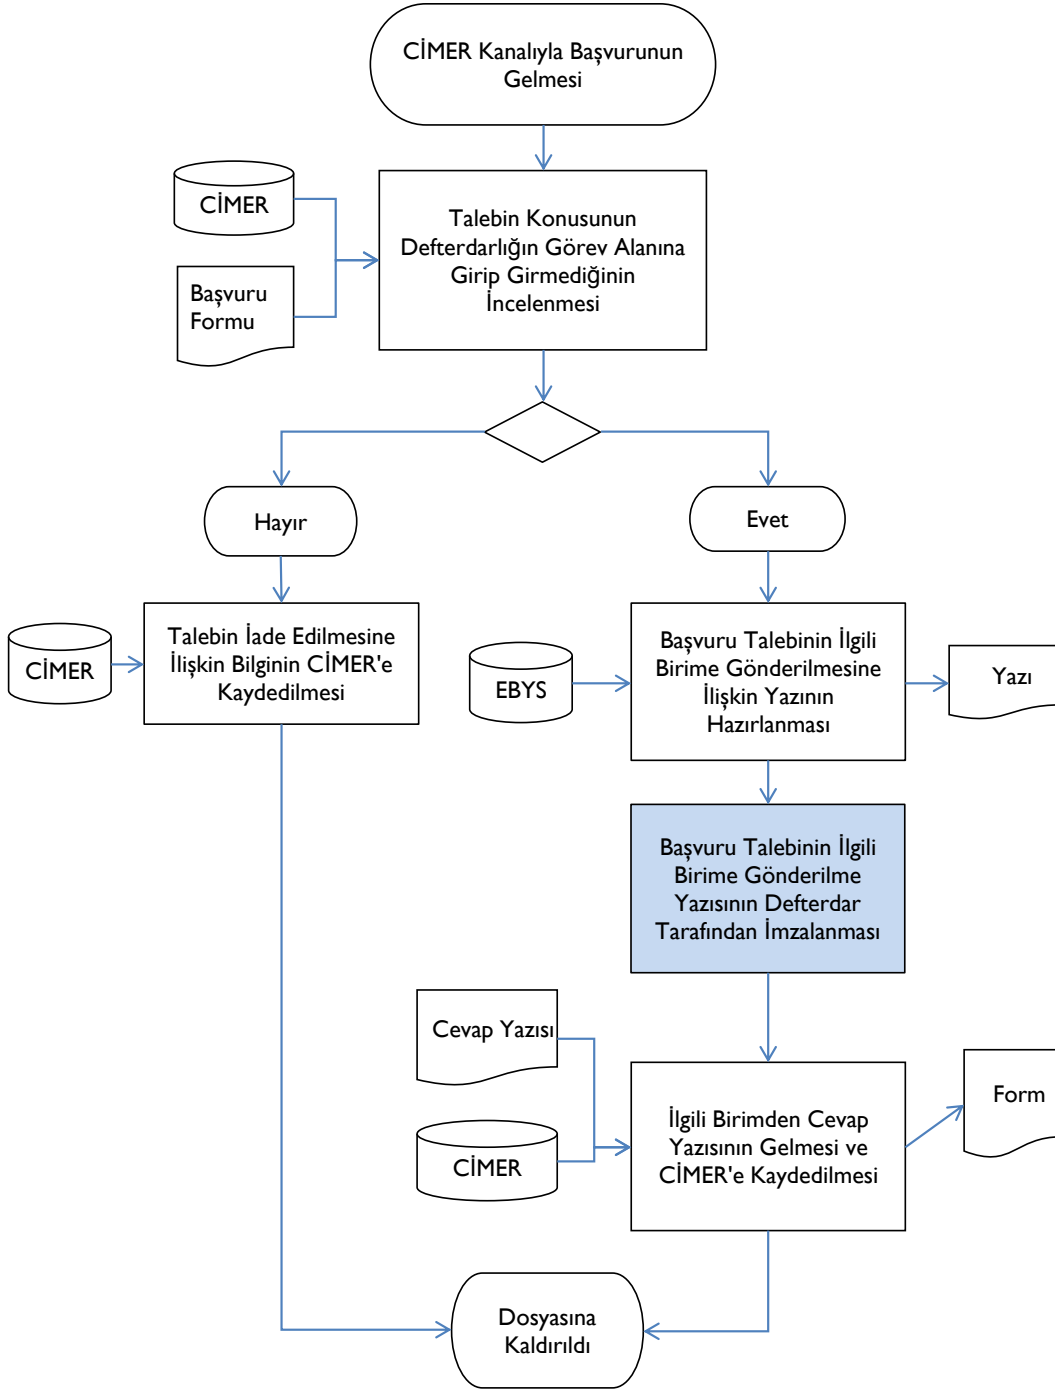 CİMER Kanalıyla Başvurunun
Gelmesi
CİMER
Başvuru
Formu
Talebin Konusunun
Defterdarlığın Görev Alanına
Girip Girmediğinin
İncelenmesi
Hayır
Evet
CİMER
Talebin İade Edilmesine
İlişkin Bilginin CİMER'e
Kaydedilmesi
EBYS
Başvuru Talebinin İlgili
Birime Gönderilmesine
İlişkin Yazının
Hazırlanması
Yazı
Başvuru Talebinin İlgili
Birime Gönderilme
Yazısının Defterdar
Tarafından İmzalanması
Cevap Yazısı
CİMER
İlgili Birimden Cevap
Yazısının Gelmesi ve
CİMER'e Kaydedilmesi
Form
Dosyasına
Kaldırıldı